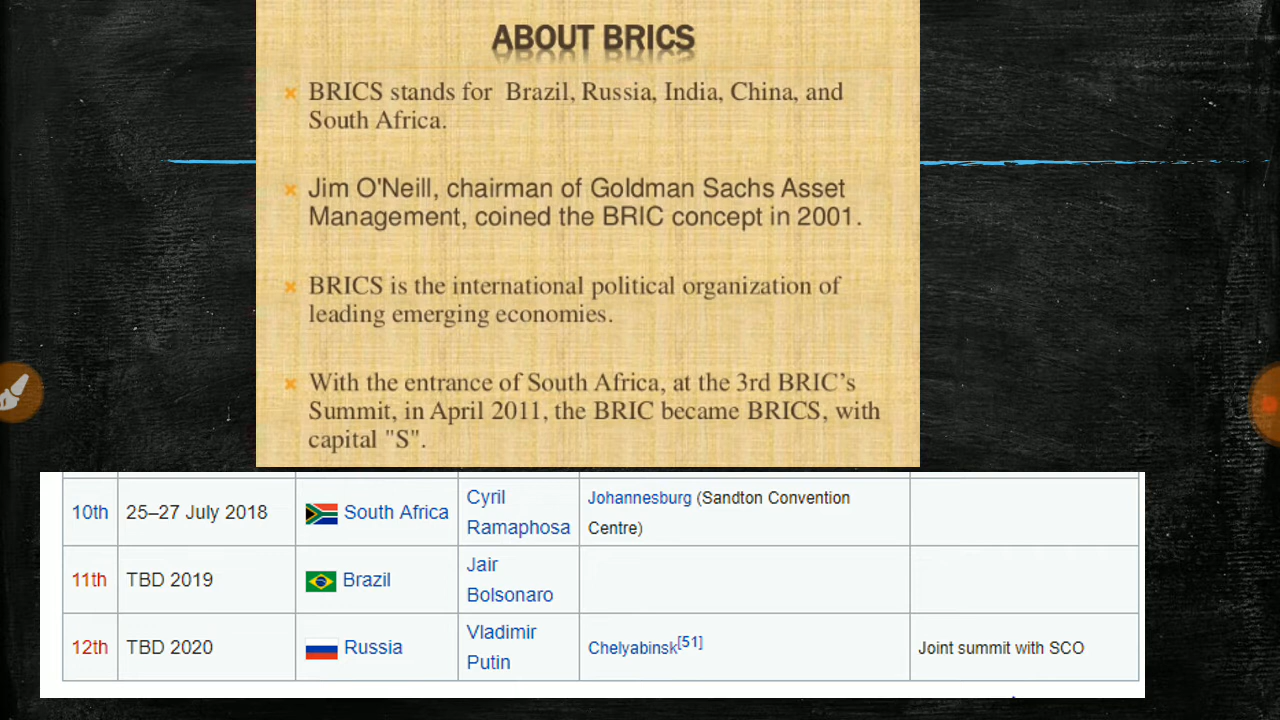 ABOUT BRICS
BRICS stands for Brazil, Russia, India, China, and
South Africa.
Jim O'Neill, chairman of Goldman Sachs Asset
Management, coined the BRIC concept in 2001.
BRICS is the international political organization of
leading emerging economies.
With the entrance of South Africa, at the 3rd BRIC’s
Summit, in April 2011, the BRIC became BRICS, with
capital "S".
10th 25–27 July 2018 South Africa Cyril Ramaphosa Johannesburg (Sandton Convention Centre)
11th TBD 2019 Brazil Jair Bolsonaro
12th TBD 2020 Russia Vladimir Putin Chelyabinsk[51] Joint summit with SCO